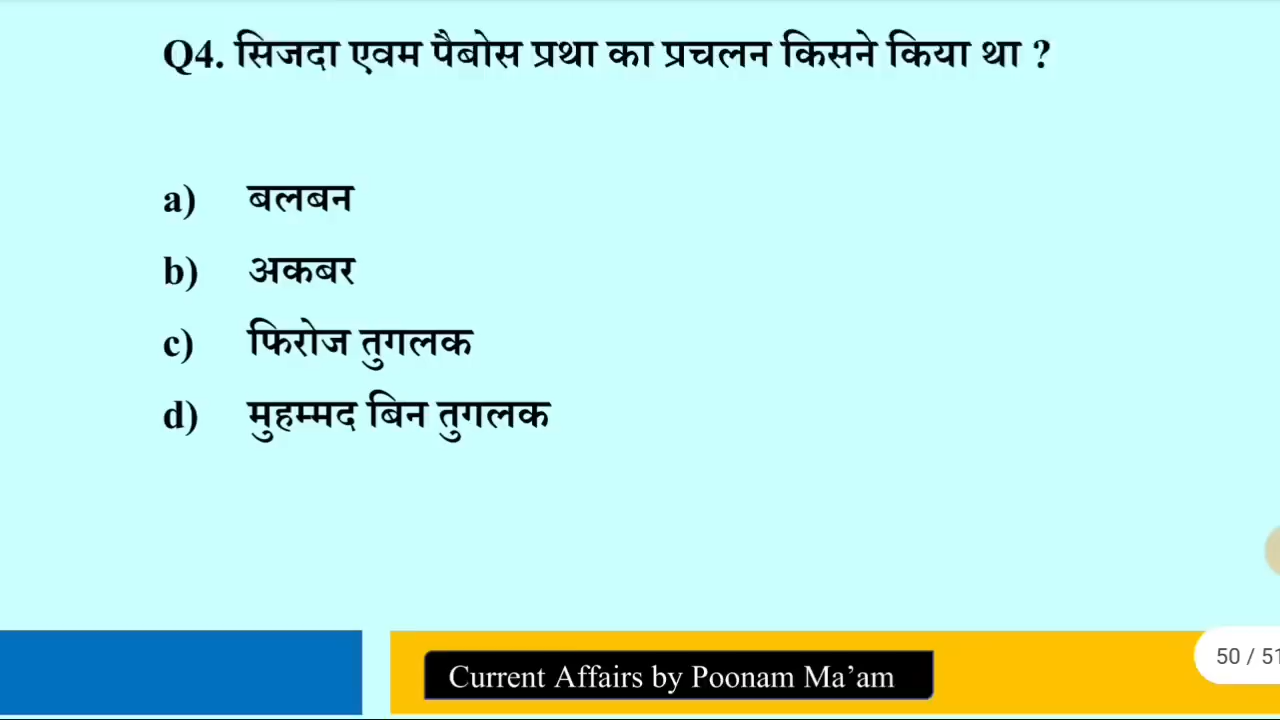 Q4. सिजदा एवम पैबोस प्रथा का प्रचलन किसने किया था ?
a) बलबन
b) अकबर
c) फिरोज तुगलक
d) मुहम्मद बिन तुगलक
Current Affairs by Poonam Ma’am
50 / 51